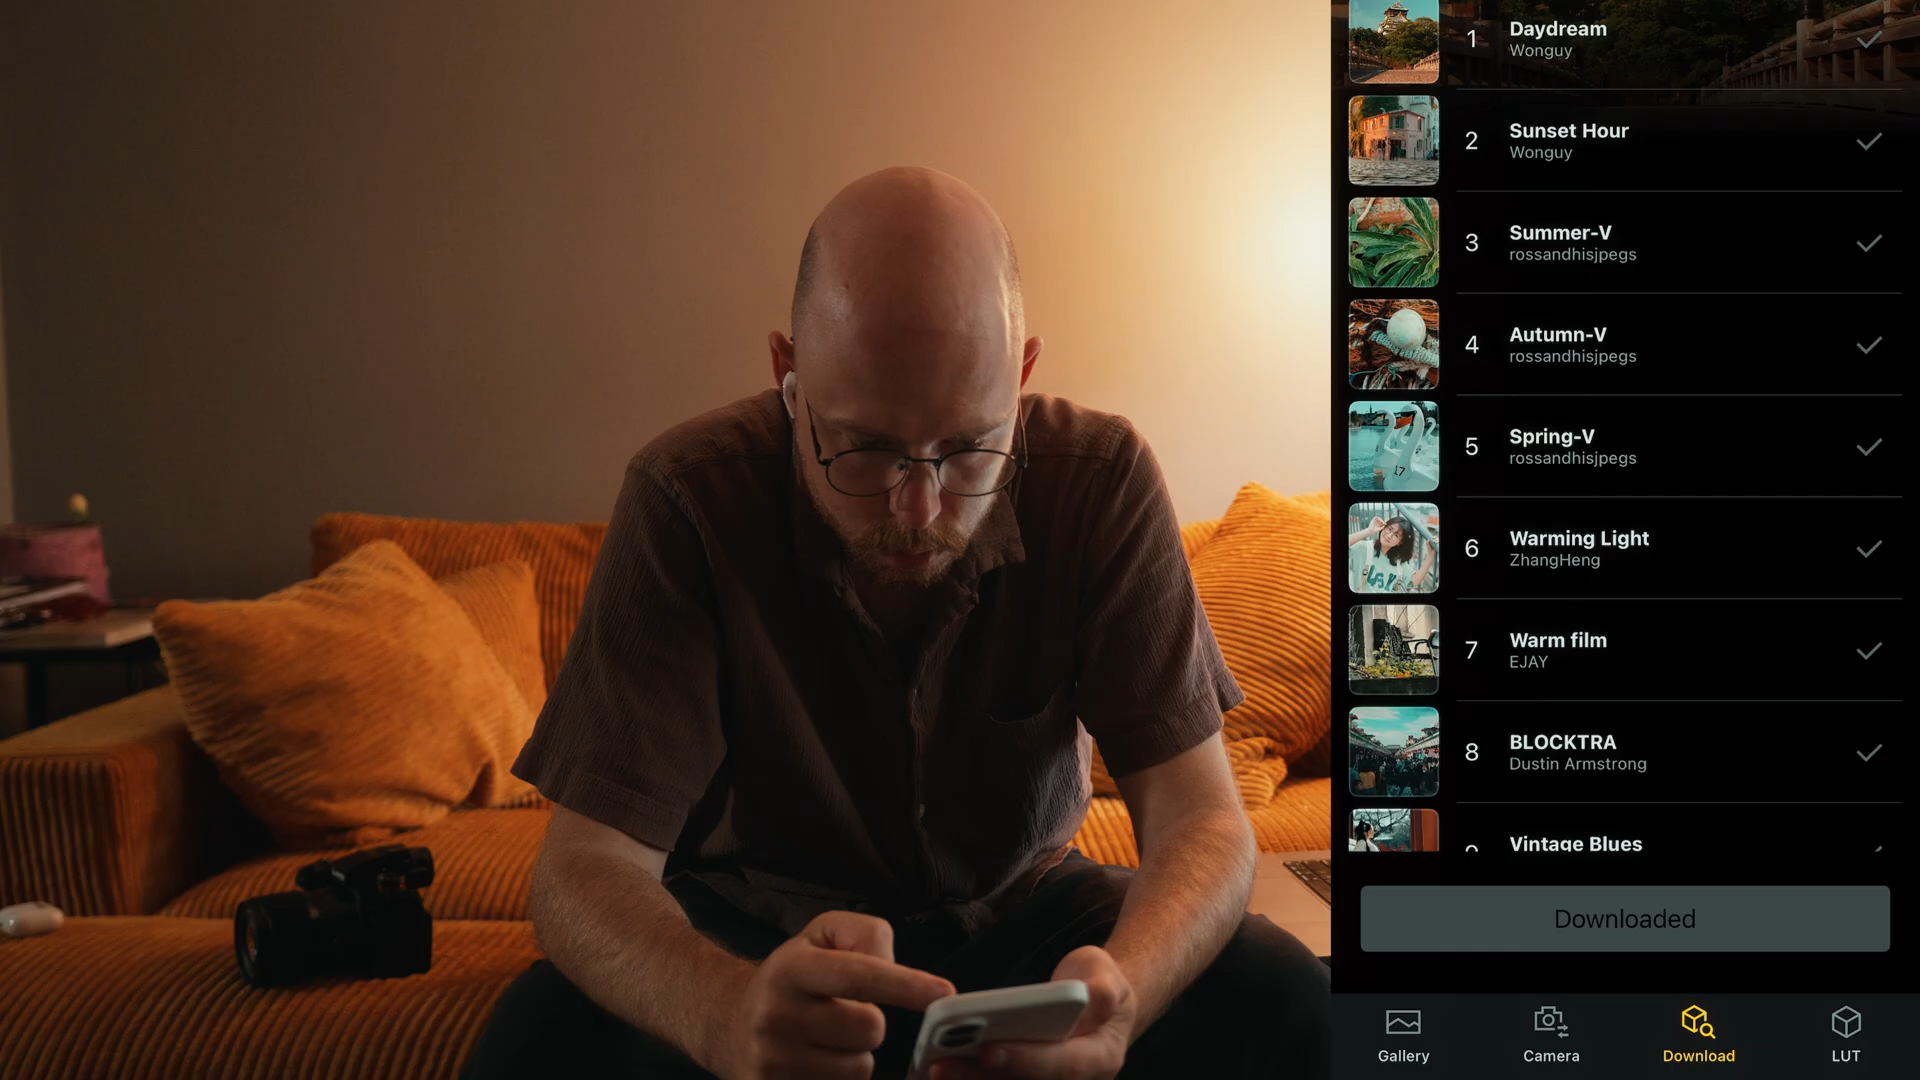 1
Daydream
Wonguy
2
Sunset Hour
Wonguy
3
Summer-V
rossandhisjpegs
4
Autumn-V
rossandhisjpegs
5
Spring-V
rossandhisjpegs
17
6
Warming Light
ZhangHeng
7
Warm film
EJAY
8
BLOCKTRA
Dustin Armstrong
Vintage Blues
Downloaded
Gallery
Camera
Download
LUT